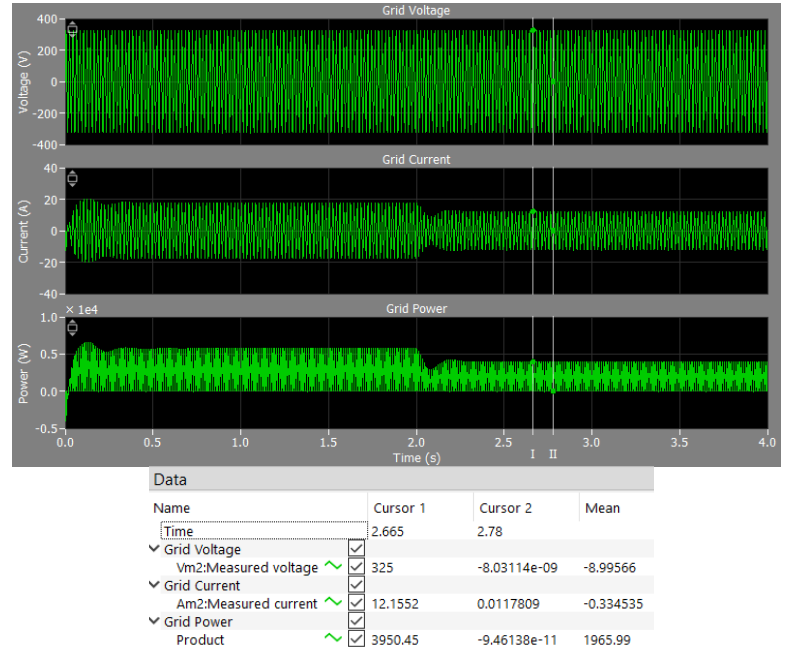 Grid Voltage
400
200
0
-200
-400
Voltage (V)
Grid Current
40
20
0
-20
-40
Current (A)
× 1e4
Grid Power
1.0
0.5
0.0
-0.5
Power (W)
0.0 0.5 1.0 1.5 2.0 2.5 3.0 3.5 4.0
I II
Time (s)
Data
Name Cursor 1 Cursor 2 Mean
Time 2.665 2.78
Grid Voltage
Vm2:Measured voltage 325 -8.03114e-09 -8.99566
Grid Current
Am2:Measured current 12.1552 0.0117809 -0.334535
Grid Power
Product 3950.45 -9.46138e-11 1965.99